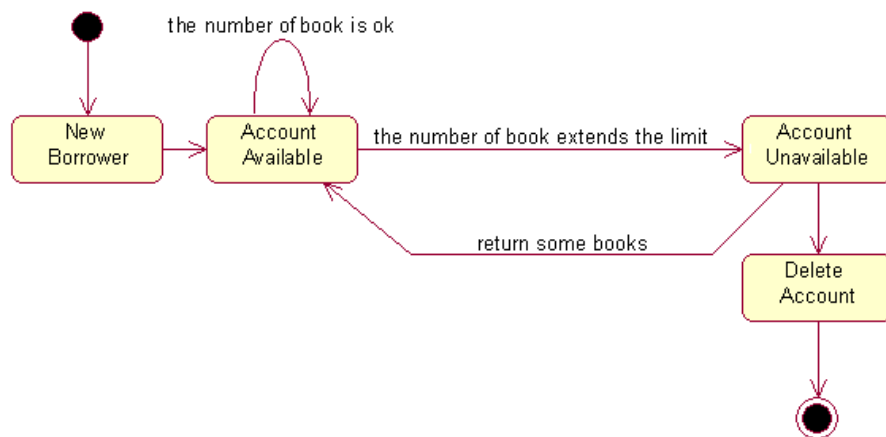 the number of book is ok
New
Borrower
Account
Available
the number of book extends the limit
Account
Unavailable
return some books
Delete
Account